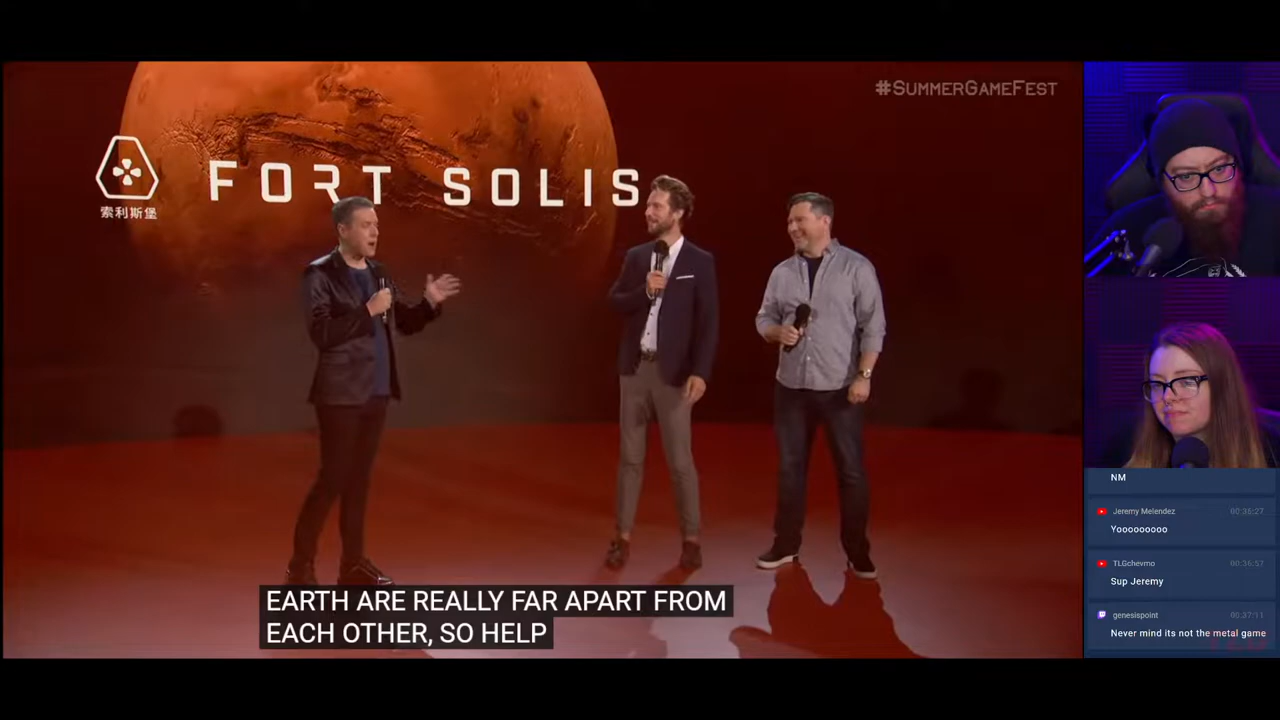 #SUMMERGAMEFEST
FORT SOLIS
索利斯堡
EARTH ARE REALLY FAR APART FROM
EACH OTHER, SO HELP
NM
Jeremy Melendez 00:36:27
Yooooooooo
TLGchevmo 00:36:57
Sup Jeremy
genesispoint 00:37:11
Never mind its not the metal game